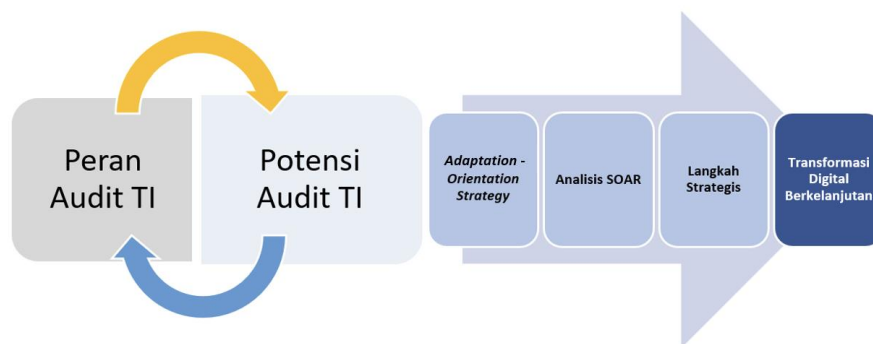 Peran
Audit TI
Potensi
Audit TI
Adaptation -
Orientation
Strategy
Analisis SOAR
Langkah
Strategis
Transformasi
Digital
Berkelanjutan